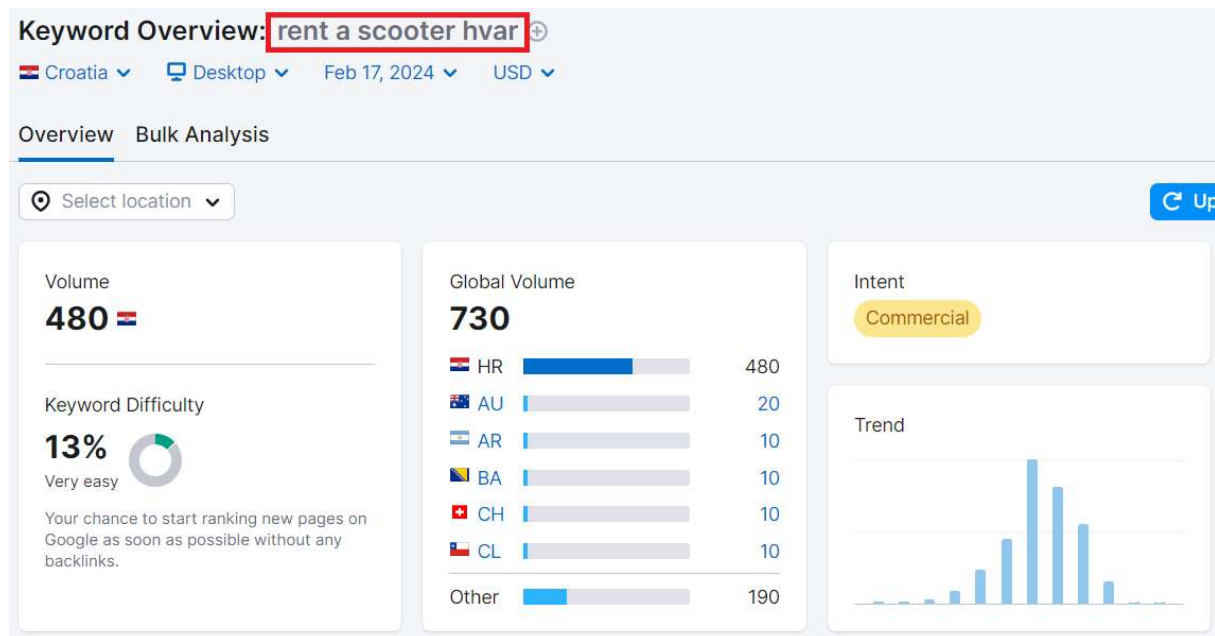 Keyword Overview: rent a scooter hvar
Croatia Desktop Feb 17, 2024 USD
Overview Bulk Analysis
Select location
Up
Volume
480
Keyword Difficulty
13%
Very easy
Your chance to start ranking new pages on
Google as soon as possible without any
backlinks.
Global Volume
730
HR 480
AU 20
AR 10
BA 10
CH 10
CL 10
Other 190
Intent
Commercial
Trend